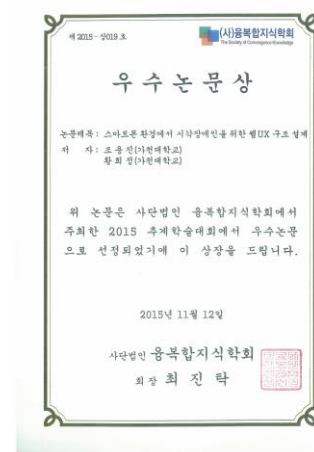 제 2015 - 상019 호
(사)융복합지식학회
The Society of Convergence Knowledge
우수논문상
논문제목 : 스마트폰 환경에서 시각장애인을 위한 웹UX 구조 설계
저 자 : 조용진(가천대학교)
황희정(가천대학교)
위 논문은 사단법인 융복합지식학회에서
주최한 2015 추계학술대회에서 우수논문
으로 선정되었기에 이 상장을 드립니다.
2015년 11월 12일
사단법인 융복합지식학회
회장 최 진 탁